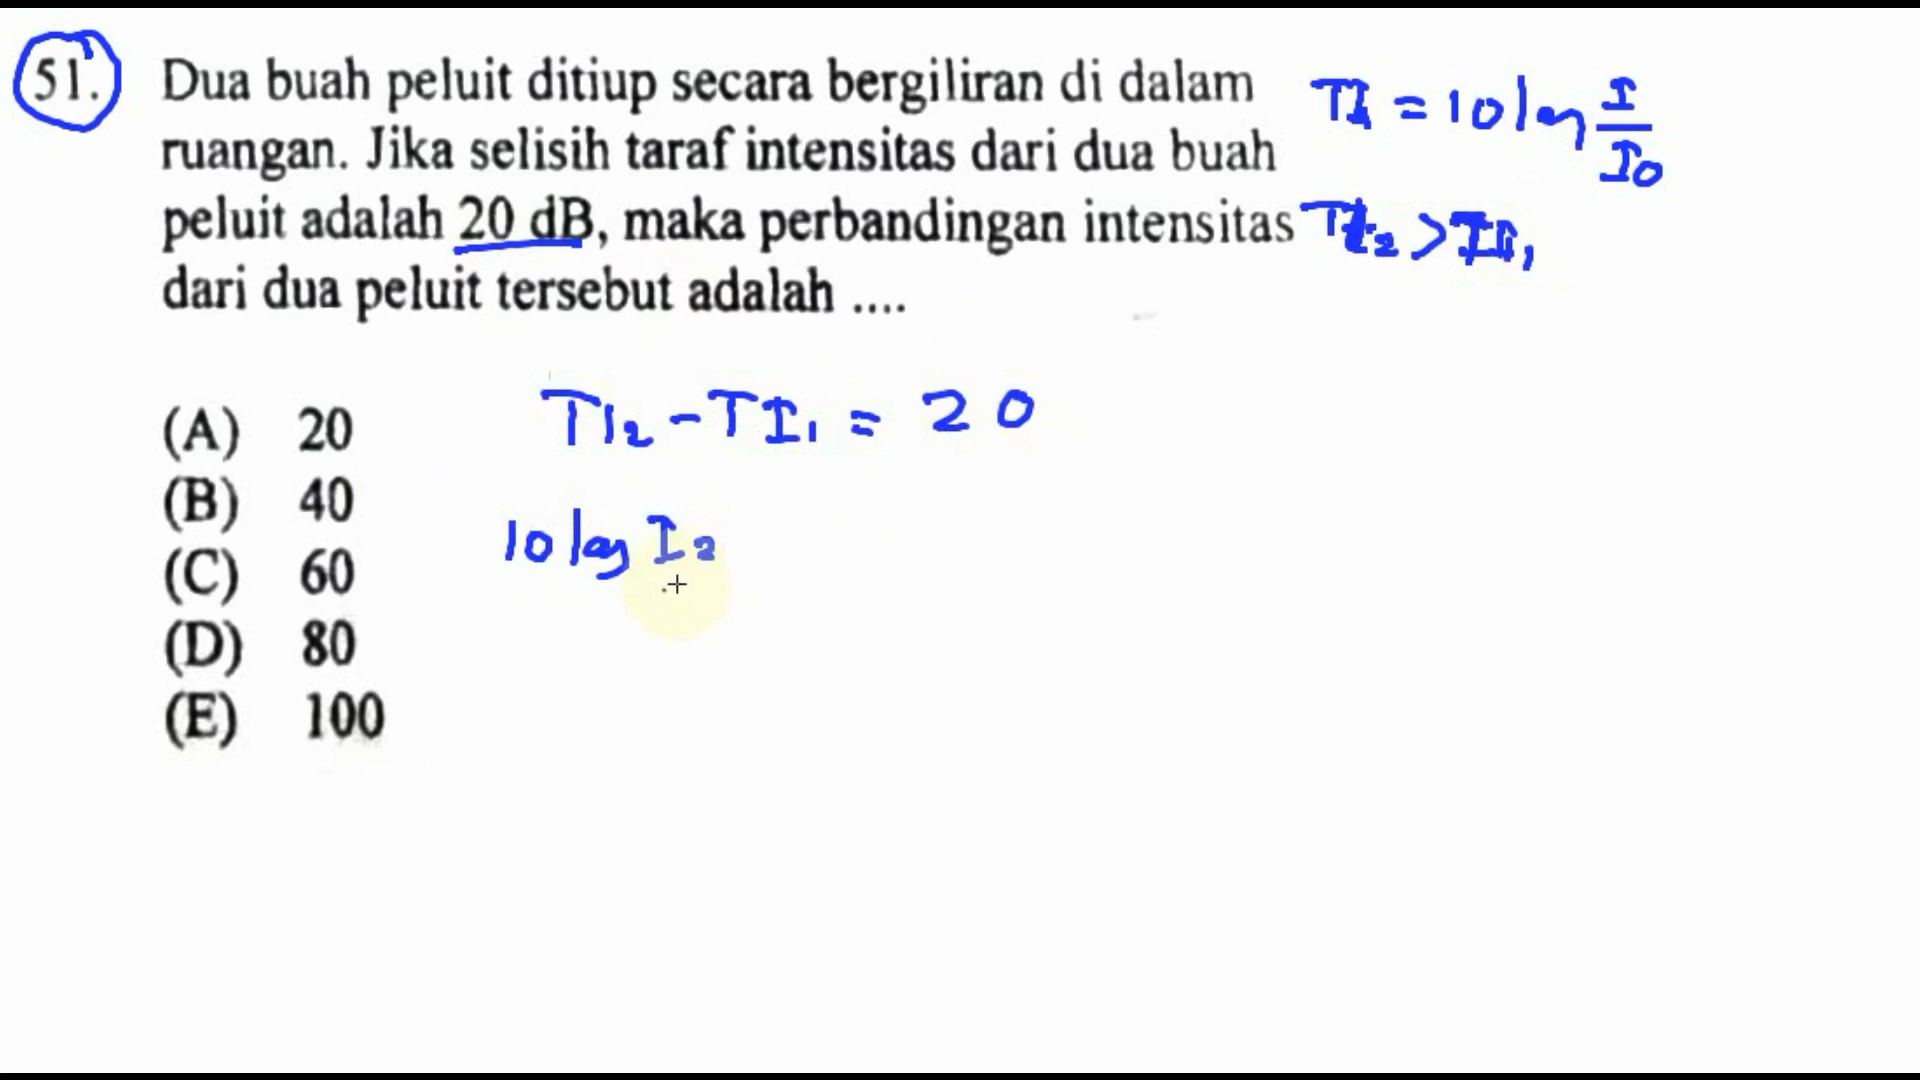 51. Dua buah peluit ditiup secara bergiliran di dalam
ruangan. Jika selisih taraf intensitas dari dua buah
peluit adalah 20 dB, maka perbandingan intensitas
dari dua peluit tersebut adalah ....
TI = 10 log I/I0
TI2 > TI1
(A) 20
(B) 40
(C) 60
(D) 80
(E) 100
TI2 - TI1 = 20
10 log I2